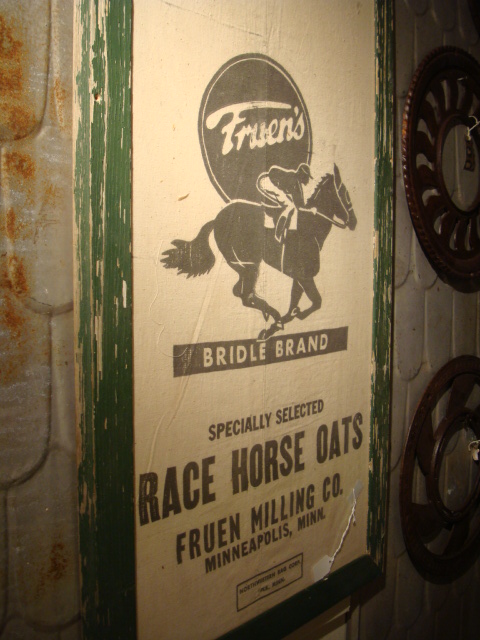 Fruen's
BRIDLE BRAND
SPECIALLY SELECTED
RACE HORSE OATS
FRUEN MILLING CO.
MINNEAPOLIS, MINN.